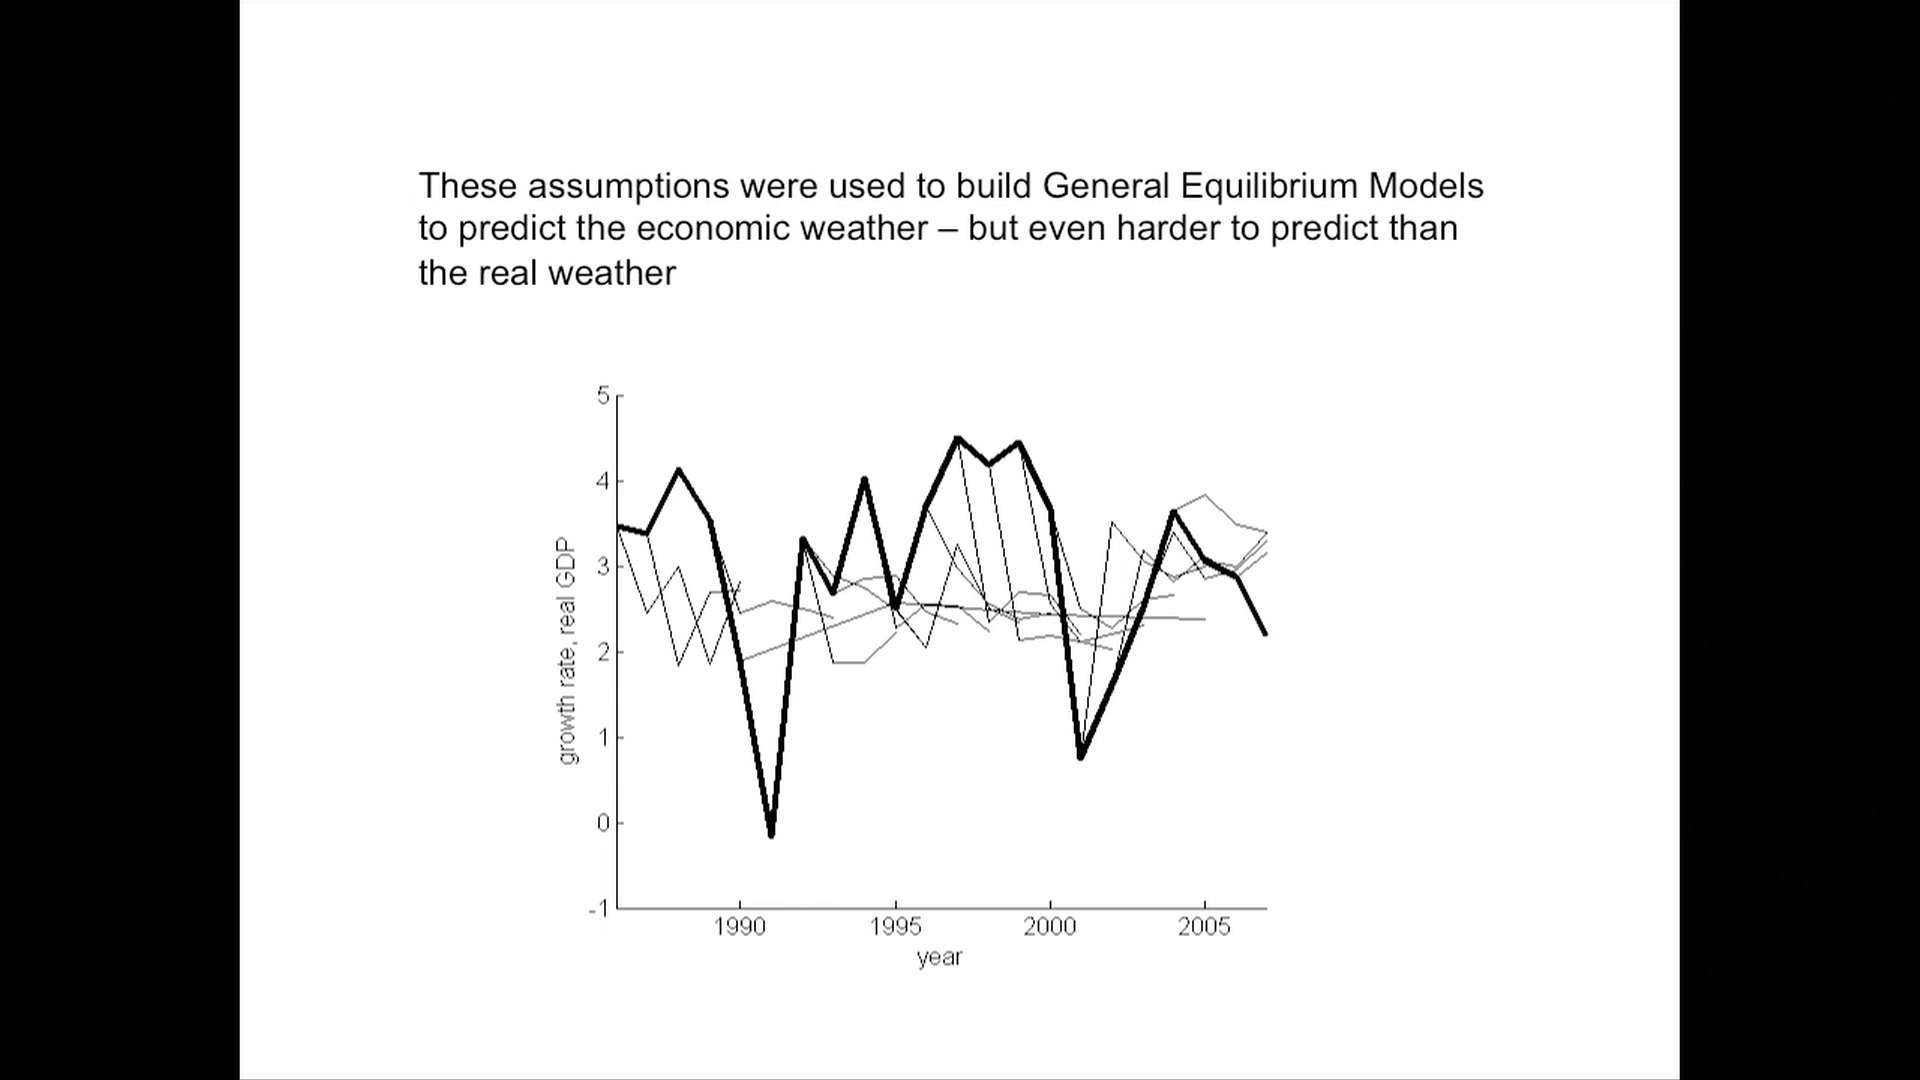 These assumptions were used to build General Equilibrium Models
to predict the economic weather – but even harder to predict than
the real weather
5
4
3
2
1
0
-1
growth rate, real GDP
1990 1995 2000 2005
year